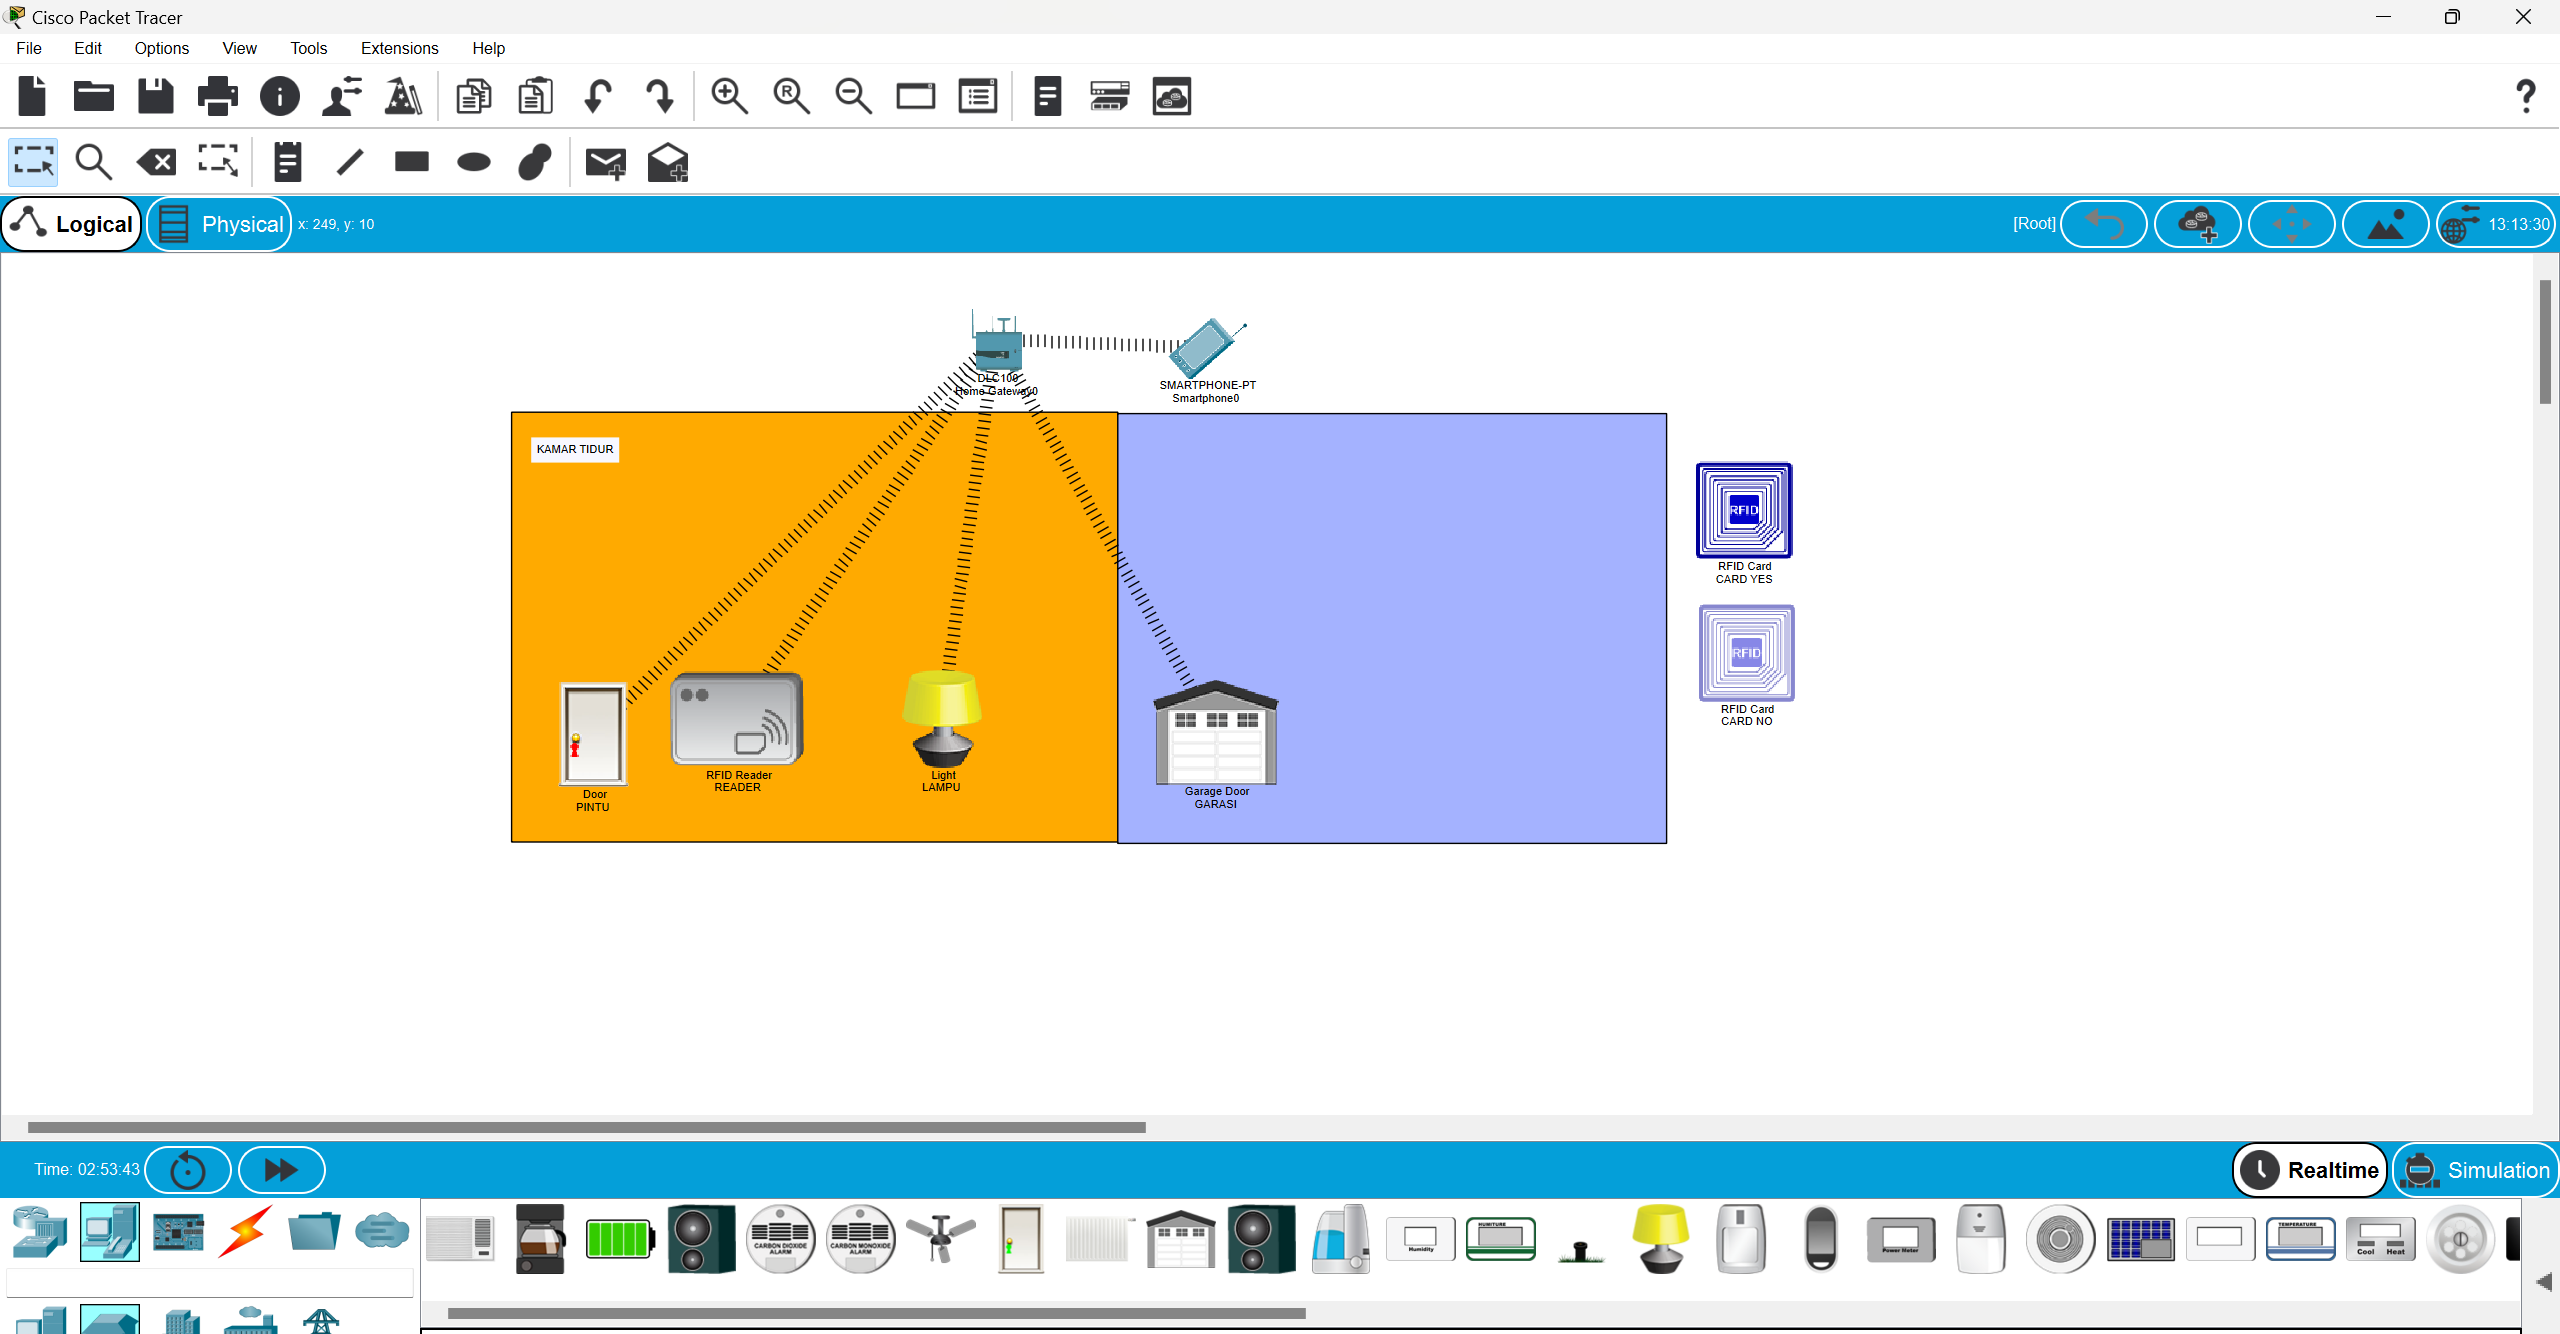 Cisco Packet Tracer
File Edit Options View Tools Extensions Help
Logical Physical x: 249, y: 10 [Root] 13:13:30
DLC100
Home Gateway0
SMARTPHONE-PT
Smartphone0
KAMAR TIDUR
RFID
RFID Card
CARD YES
RFID
RFID Card
CARD NO
Door
PINTU
RFID Reader
READER
Light
LAMPU
Garage Door
GARASI
Time: 02:53:43 Realtime Simulation
CARBON DIOXIDE
ALARM
CARBON MONOXIDE
ALARM
Humidity
HUMITURE
Power Meter
TEMPERATURE
Cool Heat